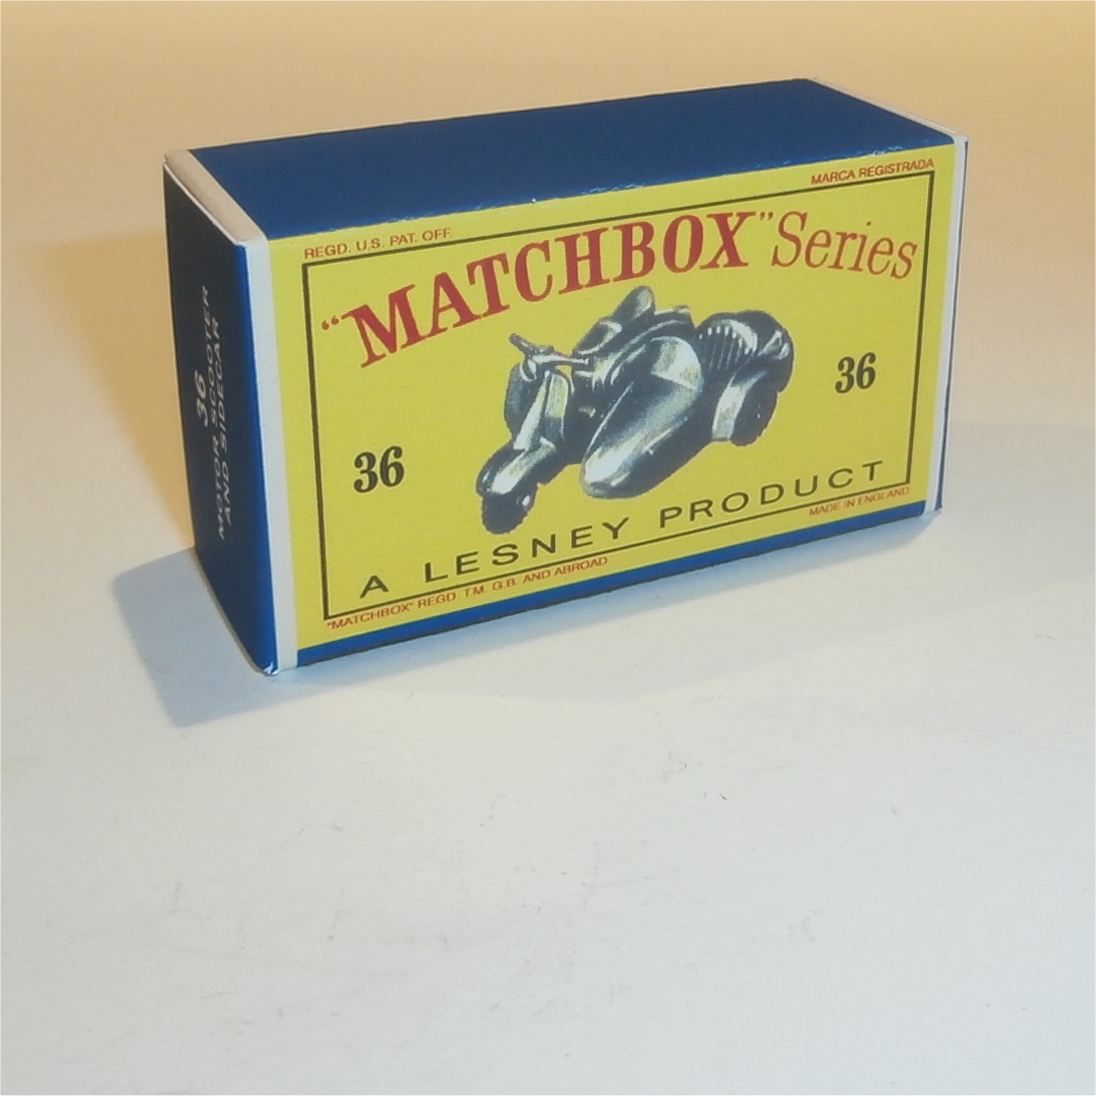 REGD. U.S. PAT. OFF.
MARCA REGISTRADA
"MATCHBOX" Series
36
36
A LESNEY PRODUCT
MADE IN ENGLAND
"MATCHBOX" REGD. T.M. G.B. AND ABROAD
36
MOTOR SCOOTER
AND SIDECAR